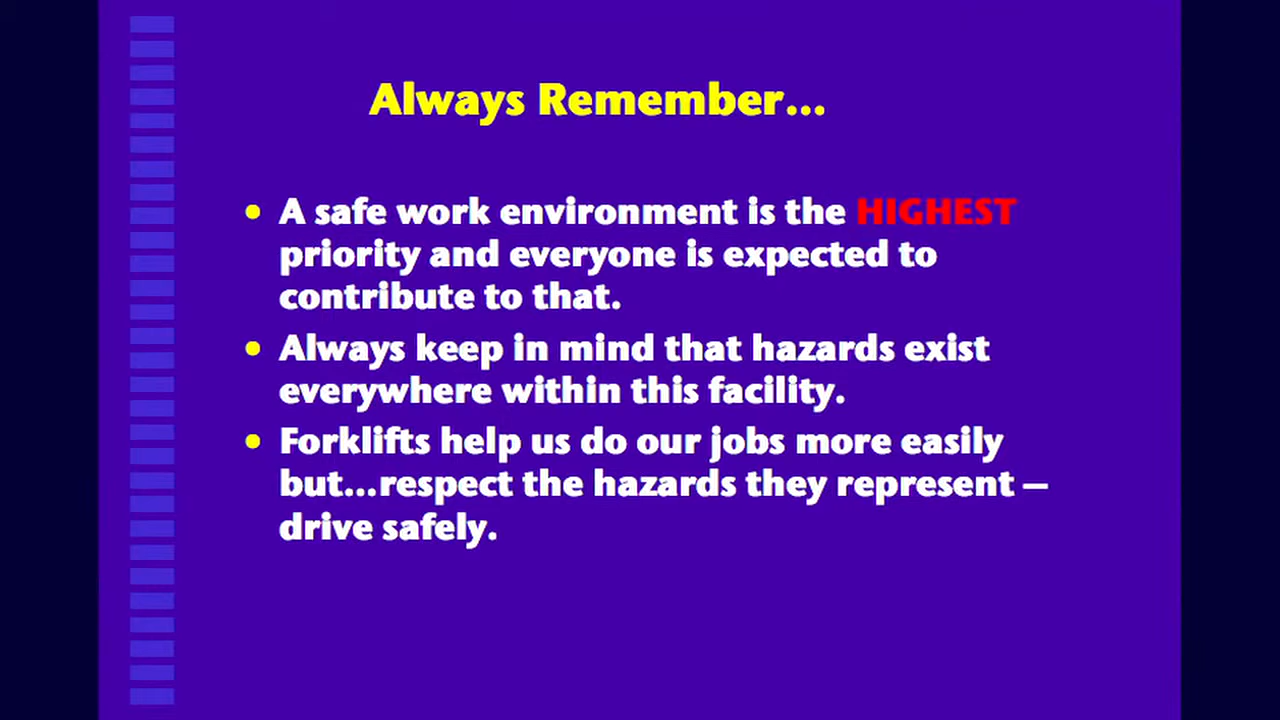 Always Remember...
• A safe work environment is the HIGHEST
priority and everyone is expected to
contribute to that.
• Always keep in mind that hazards exist
everywhere within this facility.
• Forklifts help us do our jobs more easily
but...respect the hazards they represent –
drive safely.